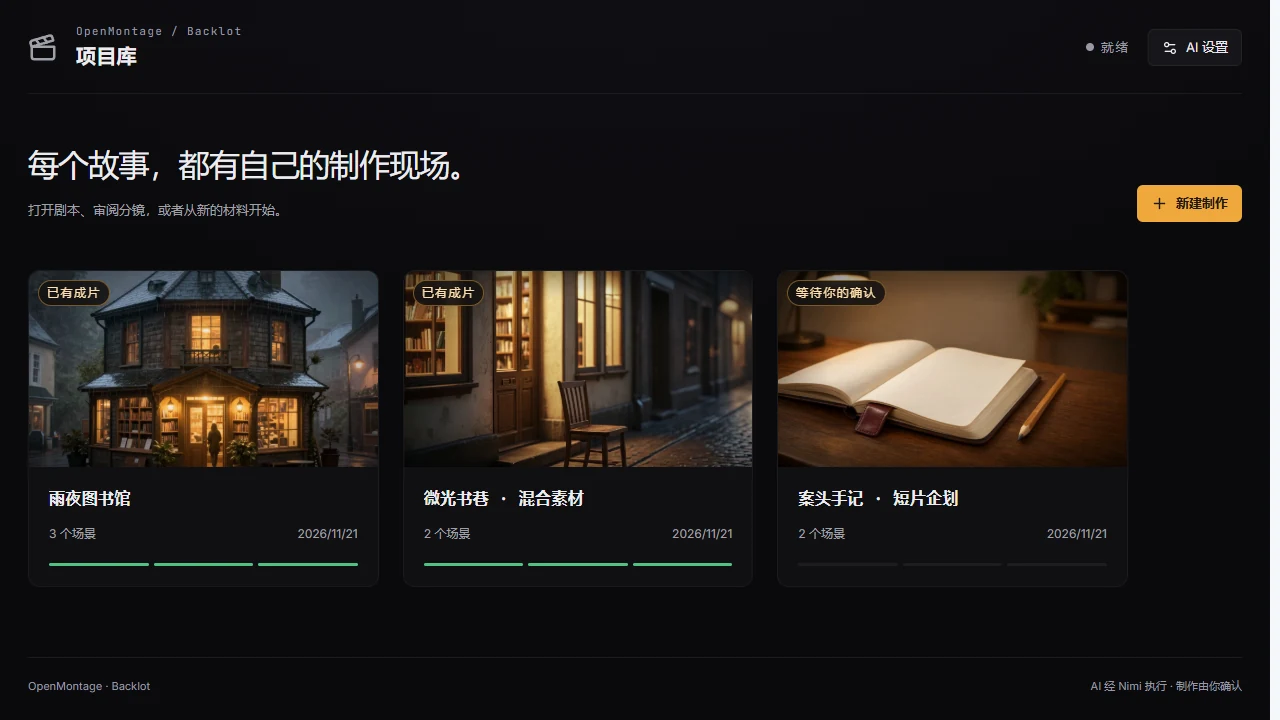 OpenMontage / Backlot
项目库
就绪
AI 设置
每个故事，都有自己的制作现场。
打开剧本、审阅分镜，或者从新的材料开始。
新建制作
已有成片
已有成片
等待你的确认
雨夜图书馆
3 个场景
2026/11/21
微光书巷 · 混合素材
2 个场景
2026/11/21
案头手记 · 短片企划
2 个场景
2026/11/21
OpenMontage · Backlot
AI 经 Nimi 执行 · 制作由你确认